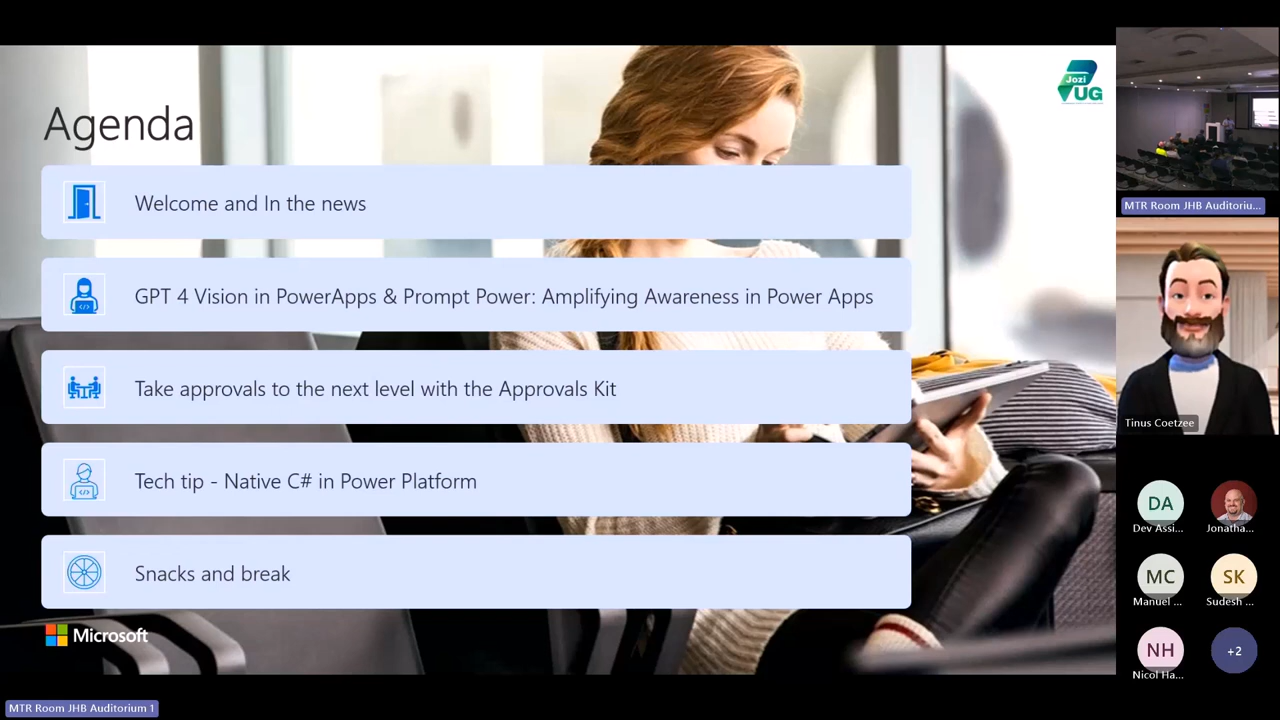 Agenda
Jozi
UG
Welcome and In the news
GPT 4 Vision in PowerApps & Prompt Power: Amplifying Awareness in Power Apps
Take approvals to the next level with the Approvals Kit
Tech tip - Native C# in Power Platform
Snacks and break
Microsoft
MTR Room JHB Auditoriu...
Tinus Coetzee
DA
Dev Assi...
Jonatha...
MC
Manuel ...
SK
Sudesh ...
NH
Nicol Ha...
+2
MTR Room JHB Auditorium 1